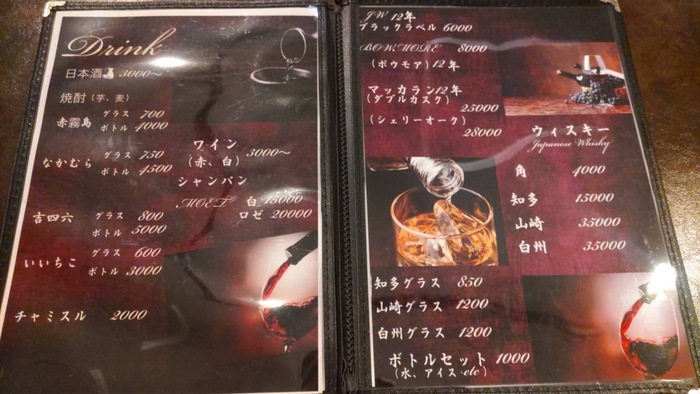 Drink
日本酒 3000～
焼酎（芋、麦）
赤霧島 グラス 700
ボトル 4000
なかむら グラス 750
ボトル 4500
吉四六 グラス 800
ボトル 5000
いいちこ グラス 600
ボトル 3000
チャミスル 2000
ワイン
（赤、白） 3000～
シャンパン
MOET 白 15000
ロゼ 20000
JW 12年
ブラックラベル 6000
BOWMORE 8000
（ボウモア）12年
マッカラン12年
（ダブルカスク）
25000
（シェリーオーク）
28000
ウィスキー
Japanese Whisky
角 4000
知多 15000
山崎 35000
白州 35000
知多グラス 850
山崎グラス 1200
白州グラス 1200
ボトルセット 1000
（水、アイス etc）